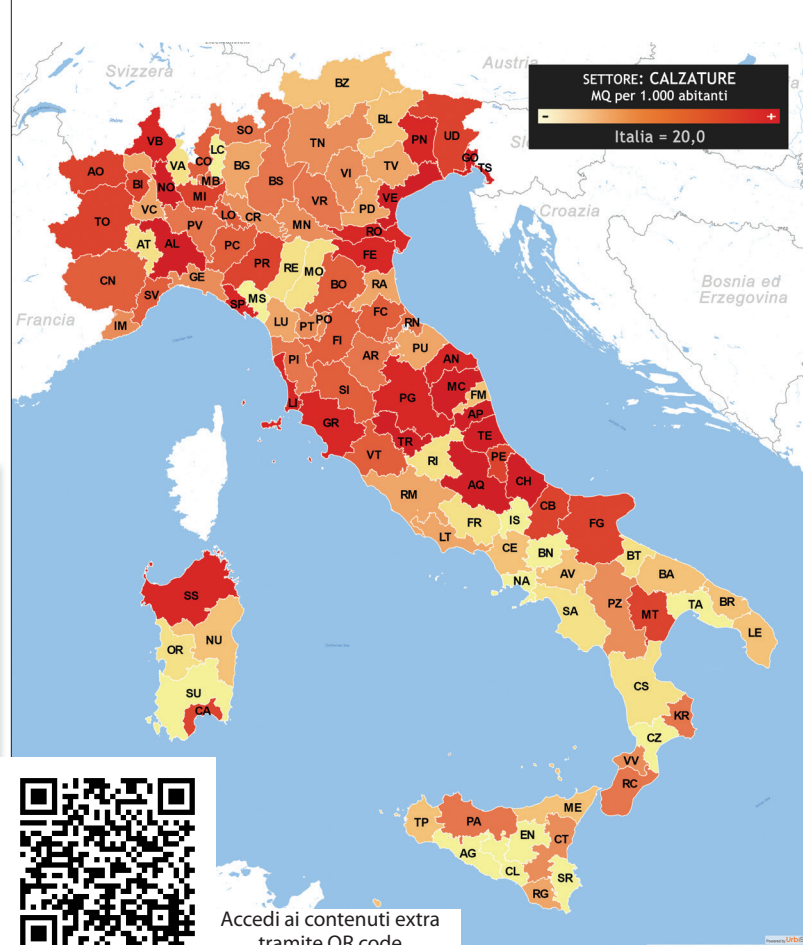 Svizzera
Austria
SETTORE: CALZATURE
MQ per 1.000 abitanti
- +
Italia = 20,0
BZ
SO
BL
VB
LC
TN
PN
UD
VA
CO
GO
AO
BG
VI
TV
TS
BI
NO
MB
BS
MI
VR
VE
VC
PD
Croazia
TO
LO
CR
MN
RO
PV
AT
AL
PC
FE
PR
RE
MO
CN
GE
BO
RA
Bosnia ed
Erzegovina
SV
SP
MS
FC
Francia
LU
PT
PO
RN
IM
FI
PU
PI
AR
AN
MC
FM
SI
PG
LI
AP
GR
TR
TE
VT
RI
PE
AQ
CH
RM
CB
FR
IS
FG
LT
CE
BN
BT
NA
AV
BA
SS
SA
PZ
MT
TA
BR
NU
LE
OR
CS
SU
CA
KR
CZ
VV
RC
ME
TP
PA
EN
CT
AG
CL
SR
RG
Accedi ai contenuti extra
tramite QR code